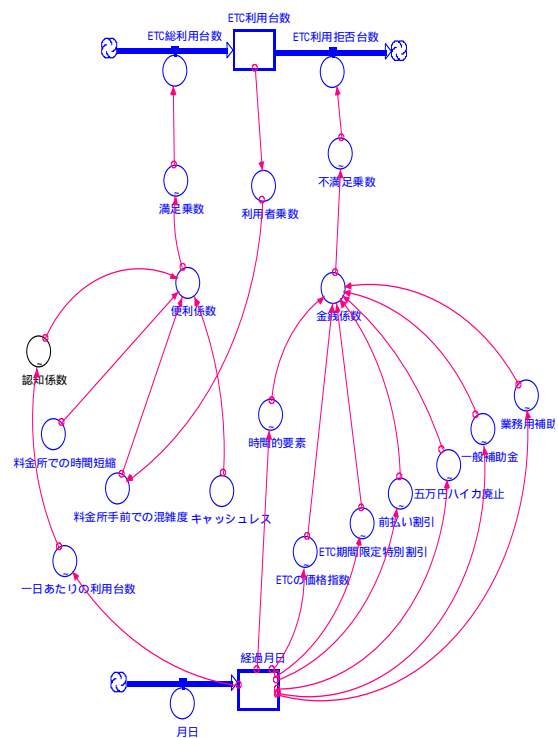 ETC利用台数
ETC総利用台数
ETC利用拒否台数
満足乗数
利用者乗数
不満足乗数
便利係数
金銭係数
認知係数
業務用補助
時間的要素
一般補助金
料金所での時間短縮
五万円ハイカ廃止
料金所手前での混雑度
キャッシュレス
前払い割引
ETC期間限定特別割引
ETCの価格指数
一日あたりの利用台数
経過月日
月日